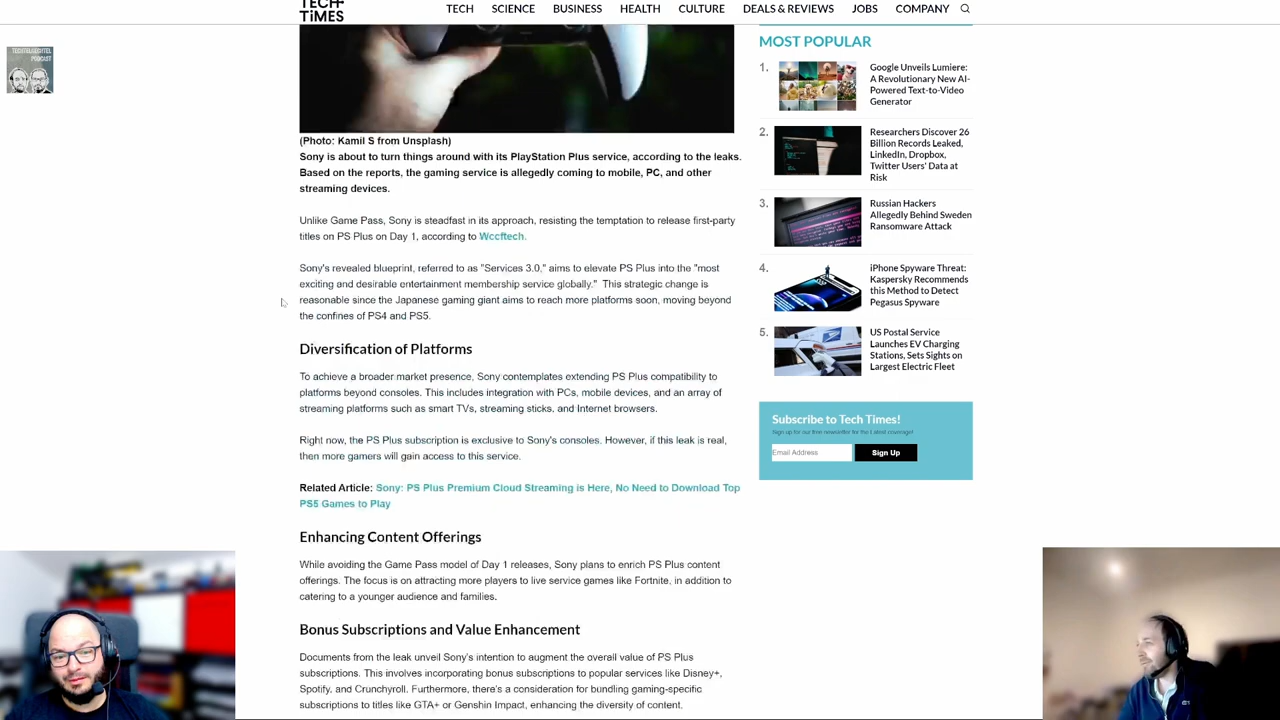 TECH
TIMES
TECH
SCIENCE
BUSINESS
HEALTH
CULTURE
DEALS & REVIEWS
JOBS
COMPANY
TECHTELMECHTEL
PODCAST
(Photo: Kamil S from Unsplash)
Sony is about to turn things around with its PlayStation Plus service, according to the leaks.
Based on the reports, the gaming service is allegedly coming to mobile, PC, and other
streaming devices.
Unlike Game Pass, Sony is steadfast in its approach, resisting the temptation to release first-party
titles on PS Plus on Day 1, according to Wccftech.
Sony's revealed blueprint, referred to as "Services 3.0," aims to elevate PS Plus into the "most
exciting and desirable entertainment membership service globally." This strategic change is
reasonable since the Japanese gaming giant aims to reach more platforms soon, moving beyond
the confines of PS4 and PS5.
Diversification of Platforms
To achieve a broader market presence, Sony contemplates extending PS Plus compatibility to
platforms beyond consoles. This includes integration with PCs, mobile devices, and an array of
streaming platforms such as smart TVs, streaming sticks, and Internet browsers.
Right now, the PS Plus subscription is exclusive to Sony's consoles. However, if this leak is real,
then more gamers will gain access to this service.
Related Article: Sony: PS Plus Premium Cloud Streaming is Here, No Need to Download Top
PS5 Games to Play
Enhancing Content Offerings
While avoiding the Game Pass model of Day 1 releases, Sony plans to enrich PS Plus content
offerings. The focus is on attracting more players to live service games like Fortnite, in addition to
catering to a younger audience and families.
Bonus Subscriptions and Value Enhancement
Documents from the leak unveil Sony's intention to augment the overall value of PS Plus
subscriptions. This involves incorporating bonus subscriptions to popular services like Disney+,
Spotify, and Crunchyroll. Furthermore, there's a consideration for bundling gaming-specific
subscriptions to titles like GTA+ or Genshin Impact, enhancing the diversity of content.
MOST POPULAR
1.
Google Unveils Lumiere:
A Revolutionary New AI-
Powered Text-to-Video
Generator
2.
Researchers Discover 26
Billion Records Leaked,
LinkedIn, Dropbox,
Twitter Users' Data at
Risk
3.
Russian Hackers
Allegedly Behind Sweden
Ransomware Attack
4.
iPhone Spyware Threat:
Kaspersky Recommends
this Method to Detect
Pegasus Spyware
5.
US Postal Service
Launches EV Charging
Stations, Sets Sights on
Largest Electric Fleet
Subscribe to Tech Times!
Sign up for our free newsletter for the Latest coverage!
Email Address
Sign Up